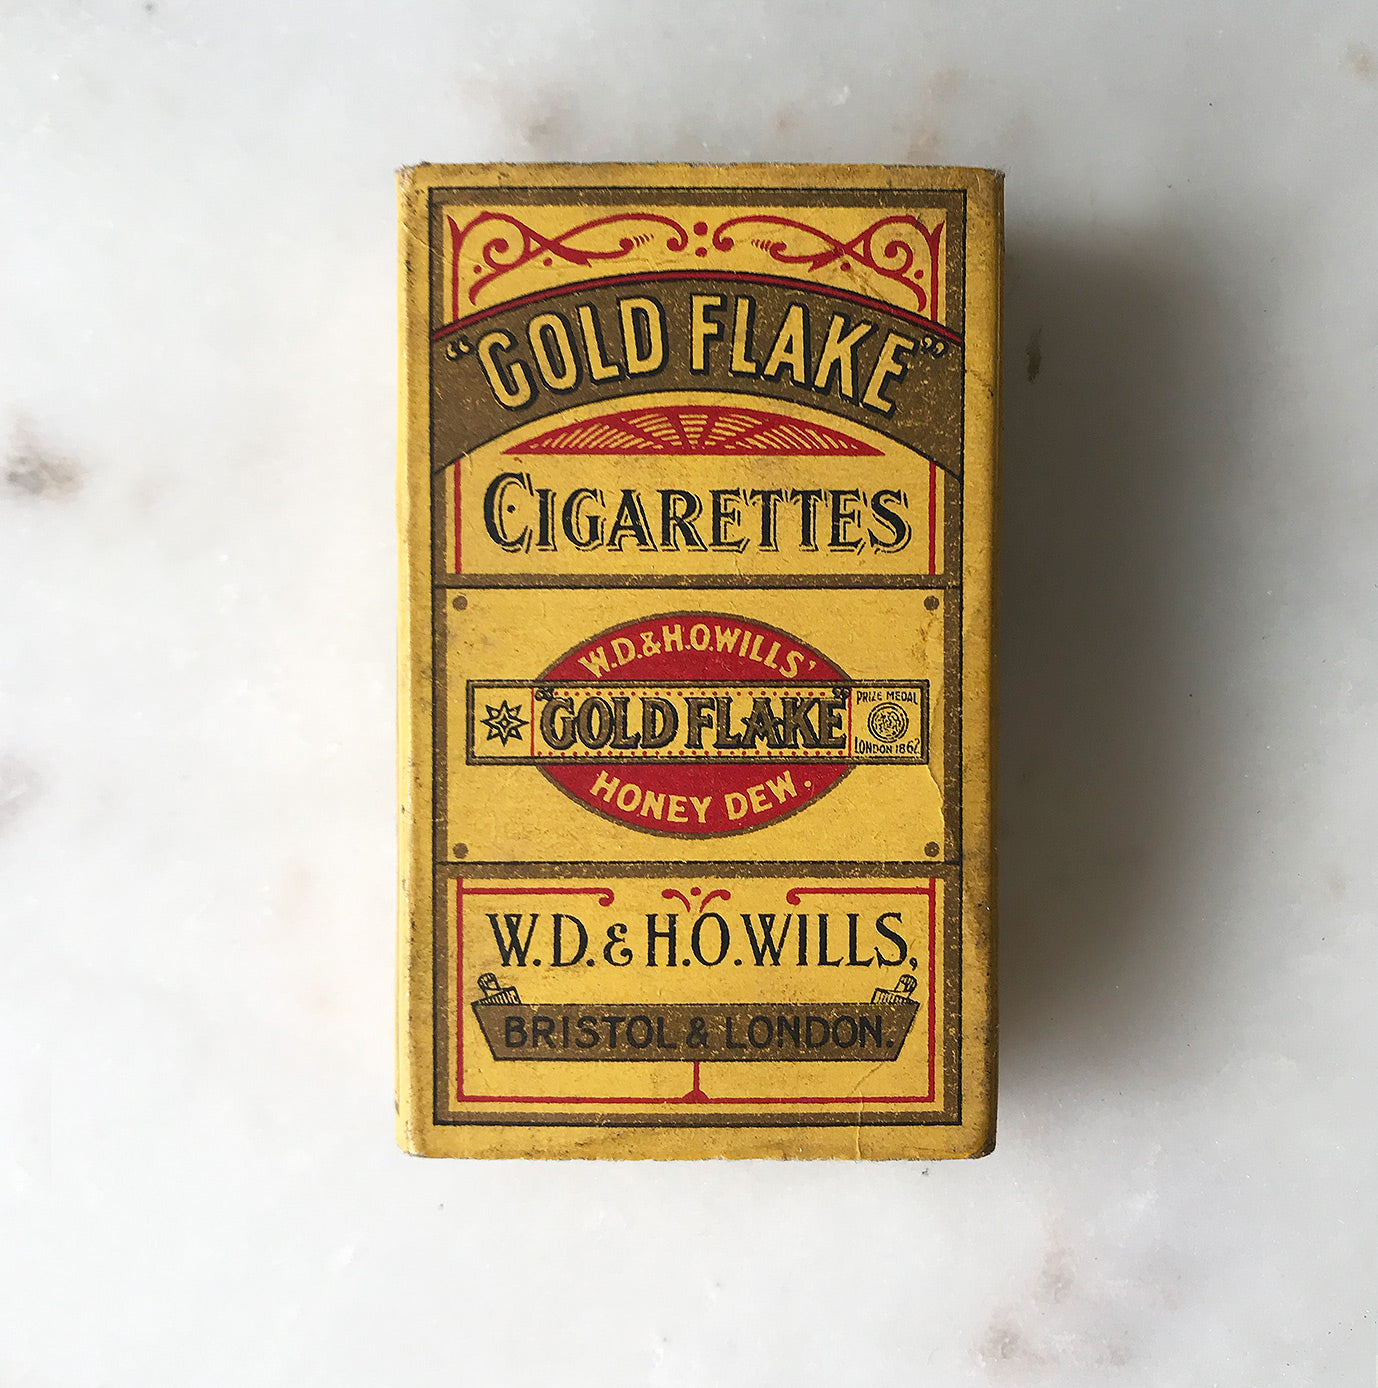 "GOLD FLAKE"
CIGARETTES
W.D.&H.O.WILLS'
"GOLD FLAKE"
PRIZE MEDAL
LONDON 1862
HONEY DEW.
W.D.&H.O.WILLS,
BRISTOL & LONDON.